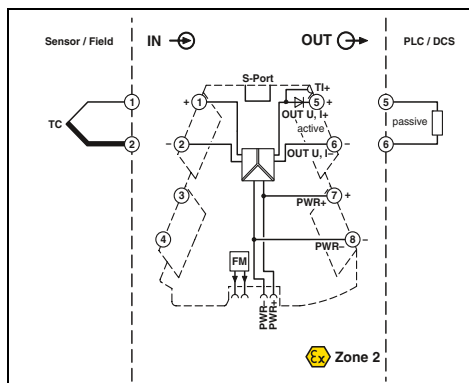 Sensor / Field
IN
OUT
PLC / DCS
S-Port
TI+
1
+
1
5
+
5
OUT U, I+
TC
active
passive
2
−
2
6
−
6
OUT U, I−
3
7
+
PWR+
4
8
−
PWR−
FM
PWR−
PWR+
Ex
Zone 2